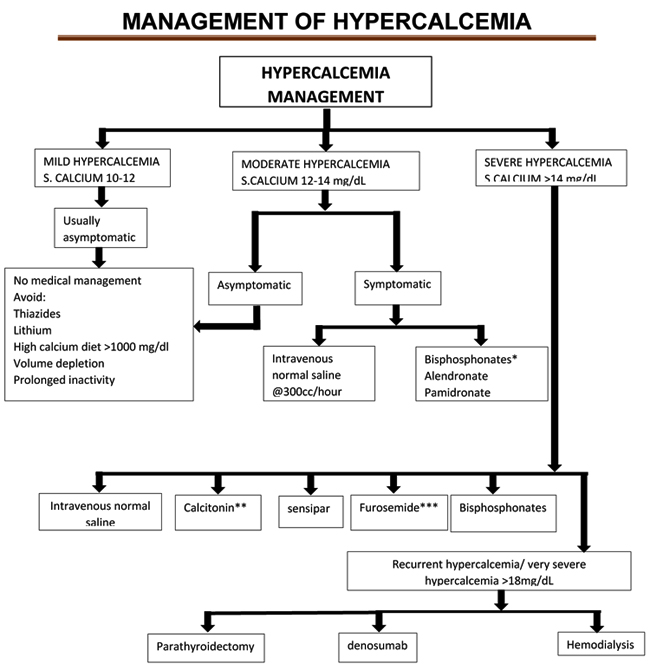 MANAGEMENT OF HYPERCALCEMIA
HYPERCALCEMIA
MANAGEMENT
MILD HYPERCALCEMIA
S. CALCIUM 10-12
MODERATE HYPERCALCEMIA
S.CALCIUM 12-14 mg/dL
SEVERE HYPERCALCEMIA
S.CALCIUM >14 mg/dL
Usually
asymptomatic
No medical management
Avoid:
Thiazides
Lithium
High calcium diet >1000 mg/dl
Volume depletion
Prolonged inactivity
Asymptomatic
Symptomatic
Intravenous
normal saline
@300cc/hour
Bisphosphonates*
Alendronate
Pamidronate
Intravenous normal
saline
Calcitonin**
sensipar
Furosemide***
Bisphosphonates
Recurrent hypercalcemia/ very severe
hypercalcemia >18mg/dL
Parathyroidectomy
denosumab
Hemodialysis